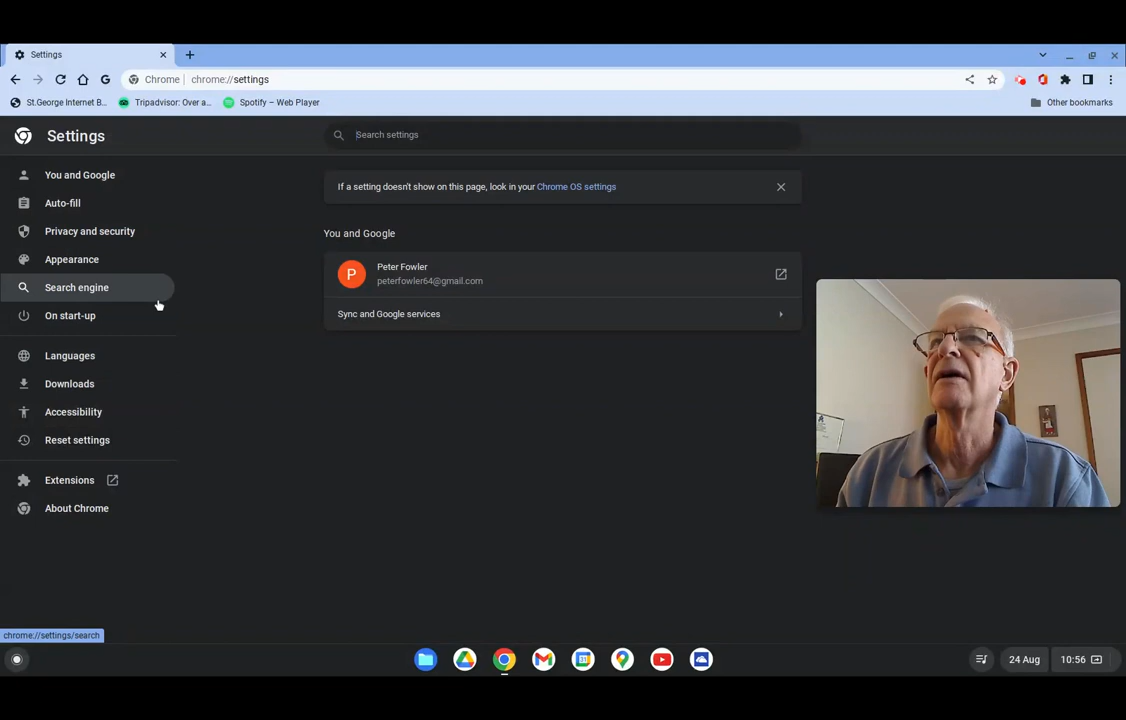 Settings
Chrome | chrome://settings
St.George Internet B...
Tripadvisor: Over a...
Spotify – Web Player
Other bookmarks
Settings
Search settings
You and Google
Auto-fill
Privacy and security
Appearance
Search engine
On start-up
Languages
Downloads
Accessibility
Reset settings
Extensions
About Chrome
If a setting doesn't show on this page, look in your Chrome OS settings
You and Google
P
Peter Fowler
peterfowler64@gmail.com
Sync and Google services
chrome://settings/search
31
24 Aug
10:56